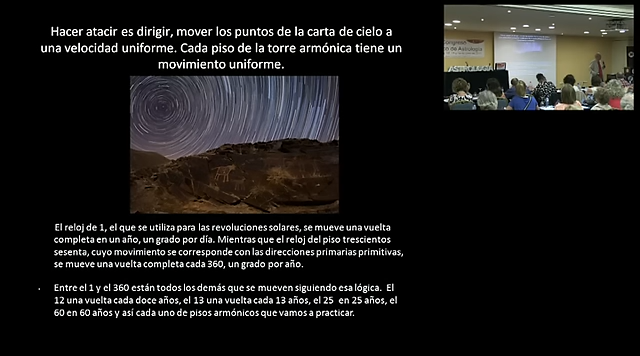 Hacer atacir es dirigir, mover los puntos de la carta de cielo a
una velocidad uniforme. Cada piso de la torre armónica tiene un
movimiento uniforme.
ASTROLOGÍA
El reloj de 1, el que se utiliza para las revoluciones solares, se mueve una vuelta
completa en un año, un grado por día. Mientras que el reloj del piso trescientos
sesenta, cuyo movimiento se corresponde con las direcciones primarias primitivas,
se mueve una vuelta completa cada 360, un grado por año.
Entre el 1 y el 360 están todos los demás que se mueven siguiendo esa lógica. El
12 una vuelta cada doce años, el 13 una vuelta cada 13 años, el 25 en 25 años, el
60 en 60 años y así cada uno de pisos armónicos que vamos a practicar.